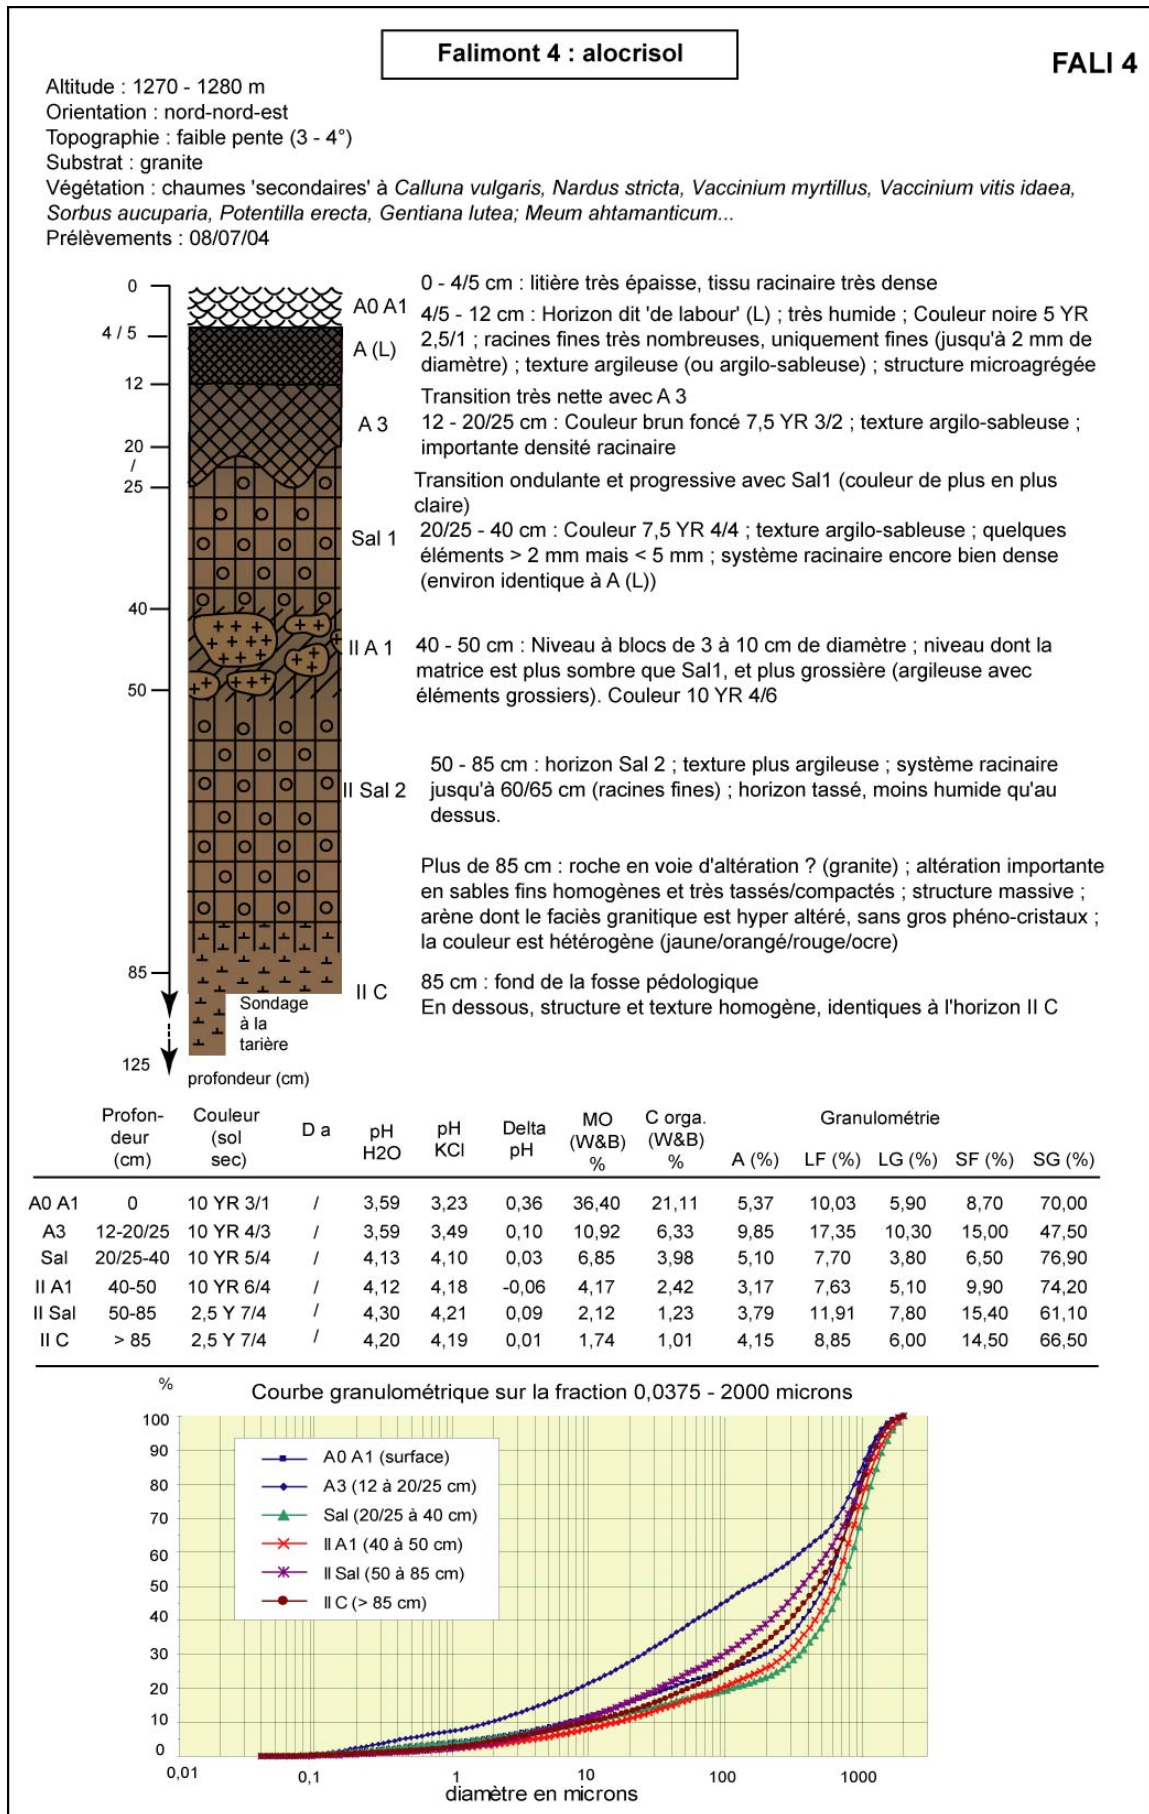 Falimont 4 : alocrisol
FALI 4
Altitude : 1270 - 1280 m
Orientation : nord-nord-est
Topographie : faible pente (3 - 4°)
Substrat : granite
Végétation : chaumes 'secondaires' à Calluna vulgaris, Nardus stricta, Vaccinium myrtillus, Vaccinium vitis idaea,
Sorbus aucuparia, Potentilla erecta, Gentiana lutea; Meum ahtamanticum...
Prélèvements : 08/07/04
0
4 / 5
12
20
/
25
40
50
85
125
profondeur (cm)
A0 A1
A (L)
A 3
Sal 1
II A 1
II Sal 2
II C
Sondage
à la
tarière
0 - 4/5 cm : litière très épaisse, tissu racinaire très dense
4/5 - 12 cm : Horizon dit 'de labour' (L) ; très humide ; Couleur noire 5 YR
2,5/1 ; racines fines très nombreuses, uniquement fines (jusqu'à 2 mm de
diamètre) ; texture argileuse (ou argilo-sableuse) ; structure microagrégée
Transition très nette avec A 3
12 - 20/25 cm : Couleur brun foncé 7,5 YR 3/2 ; texture argilo-sableuse ;
importante densité racinaire
Transition ondulante et progressive avec Sal1 (couleur de plus en plus
claire)
20/25 - 40 cm : Couleur 7,5 YR 4/4 ; texture argilo-sableuse ; quelques
éléments > 2 mm mais < 5 mm ; système racinaire encore bien dense
(environ identique à A (L))
40 - 50 cm : Niveau à blocs de 3 à 10 cm de diamètre ; niveau dont la
matrice est plus sombre que Sal1, et plus grossière (argileuse avec
éléments grossiers). Couleur 10 YR 4/6
50 - 85 cm : horizon Sal 2 ; texture plus argileuse ; système racinaire
jusqu'à 60/65 cm (racines fines) ; horizon tassé, moins humide qu'au
dessus.
Plus de 85 cm : roche en voie d'altération ? (granite) ; altération importante
en sables fins homogènes et très tassés/compactés ; structure massive ;
arène dont le faciès granitique est hyper altéré, sans gros phéno-cristaux ;
la couleur est hétérogène (jaune/orangé/rouge/ocre)
85 cm : fond de la fosse pédologique
En dessous, structure et texture homogène, identiques à l'horizon II C
Profon-deur (cm) Couleur (sol sec) D a pH H2O pH KCl Delta pH MO (W&B) % C orga. (W&B) % Granulométrie
A (%) LF (%) LG (%) SF (%) SG (%)
A0 A1 0 10 YR 3/1 / 3,59 3,23 0,36 36,40 21,11 5,37 10,03 5,90 8,70 70,00
A3 12-20/25 10 YR 4/3 / 3,59 3,49 0,10 10,92 6,33 9,85 17,35 10,30 15,00 47,50
Sal 20/25-40 10 YR 5/4 / 4,13 4,10 0,03 6,85 3,98 5,10 7,70 3,80 6,50 76,90
II A1 40-50 10 YR 6/4 / 4,12 4,18 -0,06 4,17 2,42 3,17 7,63 5,10 9,90 74,20
II Sal 50-85 2,5 Y 7/4 / 4,30 4,21 0,09 2,12 1,23 3,79 11,91 7,80 15,40 61,10
II C > 85 2,5 Y 7/4 / 4,20 4,19 0,01 1,74 1,01 4,15 8,85 6,00 14,50 66,50
%
Courbe granulométrique sur la fraction 0,0375 - 2000 microns
100
90
80
70
60
50
40
30
20
10
0
A0 A1 (surface)
A3 (12 à 20/25 cm)
Sal (20/25 à 40 cm)
II A1 (40 à 50 cm)
II Sal (50 à 85 cm)
II C (> 85 cm)
0,01 0,1 1 10 100 1000
diamètre en microns